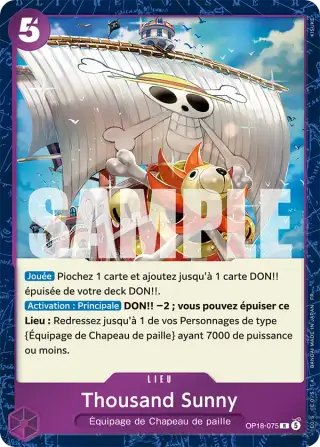 5
SAMPLE
Jouée Piochez 1 carte et ajoutez jusqu'à 1 carte DON!!
épuisée de votre deck DON!!.
Activation : Principale DON!! −2 ; vous pouvez épuiser ce
Lieu : Redressez jusqu'à 1 de vos Personnages de type
{Équipage de Chapeau de paille} ayant 7000 de puissance
ou moins.
LIEU
Thousand Sunny
Équipage de Chapeau de paille
OP18-075 R 5